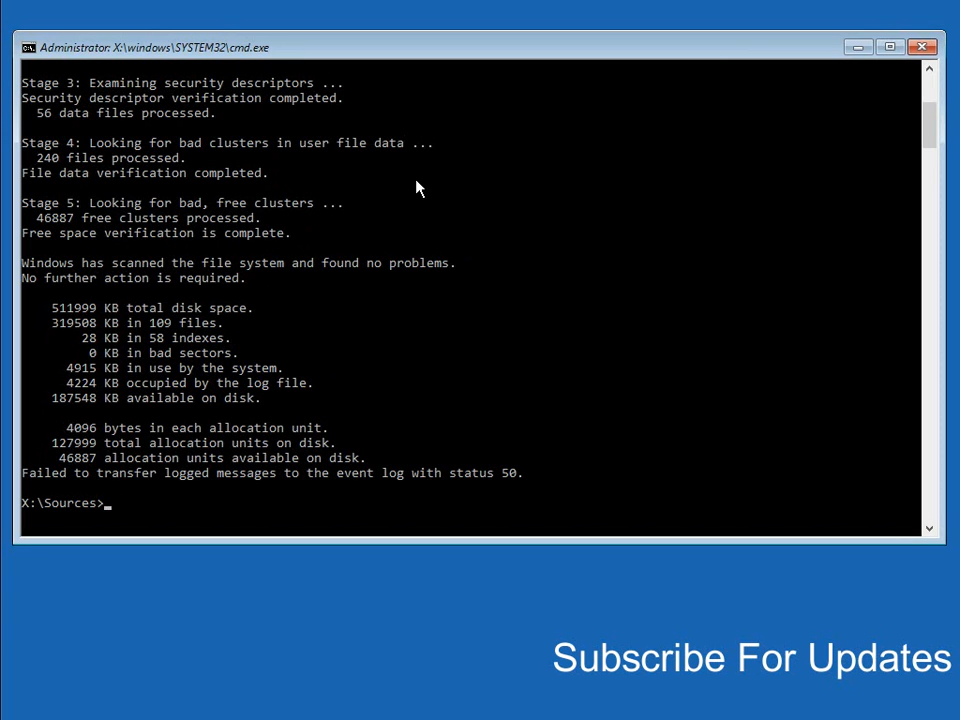 Administrator: X:\windows\SYSTEM32\cmd.exe
Stage 3: Examining security descriptors ...
Security descriptor verification completed.
  56 data files processed.
Stage 4: Looking for bad clusters in user file data ...
  240 files processed.
File data verification completed.
Stage 5: Looking for bad, free clusters ...
  46887 free clusters processed.
Free space verification is complete.
Windows has scanned the file system and found no problems.
No further action is required.
    511999 KB total disk space.
    319508 KB in 109 files.
        28 KB in 58 indexes.
         0 KB in bad sectors.
      4915 KB in use by the system.
      4224 KB occupied by the log file.
    187548 KB available on disk.
      4096 bytes in each allocation unit.
    127999 total allocation units on disk.
     46887 allocation units available on disk.
Failed to transfer logged messages to the event log with status 50.
X:\Sources>_
Subscribe For Updates